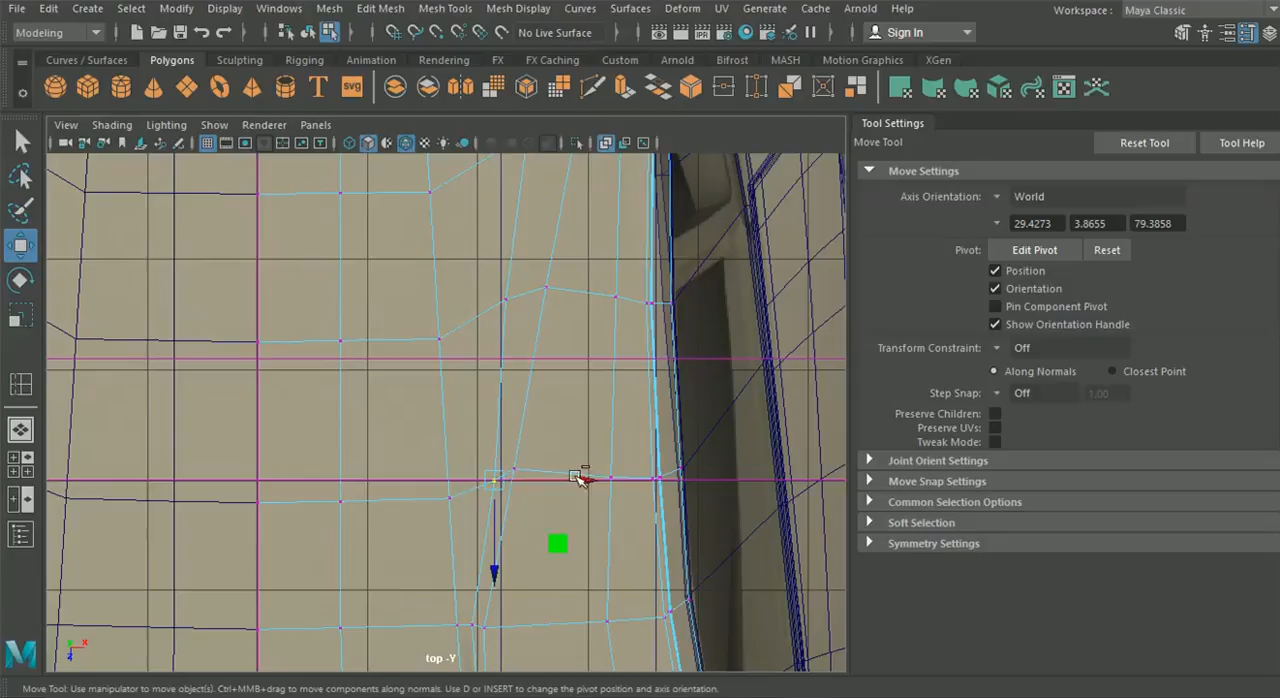 File Edit Create Select Modify Display Windows Mesh Edit Mesh Mesh Tools Mesh Display Curves Surfaces Deform UV Generate Cache Arnold Help
Workspace : Maya Classic
Modeling No Live Surface Sign In
Curves / Surfaces Polygons Sculpting Rigging Animation Rendering FX FX Caching Custom Arnold Bifrost MASH Motion Graphics XGen
T SVG
View Shading Lighting Show Renderer Panels
Tool Settings
Move Tool Reset Tool Tool Help
Move Settings
Axis Orientation: World
29.4273 3.8655 79.3858
Pivot: Edit Pivot Reset
Position
Orientation
Pin Component Pivot
Show Orientation Handle
Transform Constraint: Off
Along Normals Closest Point
Step Snap: Off 1.00
Preserve Children:
Preserve UVs:
Tweak Mode:
Joint Orient Settings
Move Snap Settings
Common Selection Options
Soft Selection
Symmetry Settings
top -Y
Move Tool: Use manipulator to move object(s). Ctrl+MMB+drag to move components along normals. Use D or INSERT to change the pivot position and axis orientation.